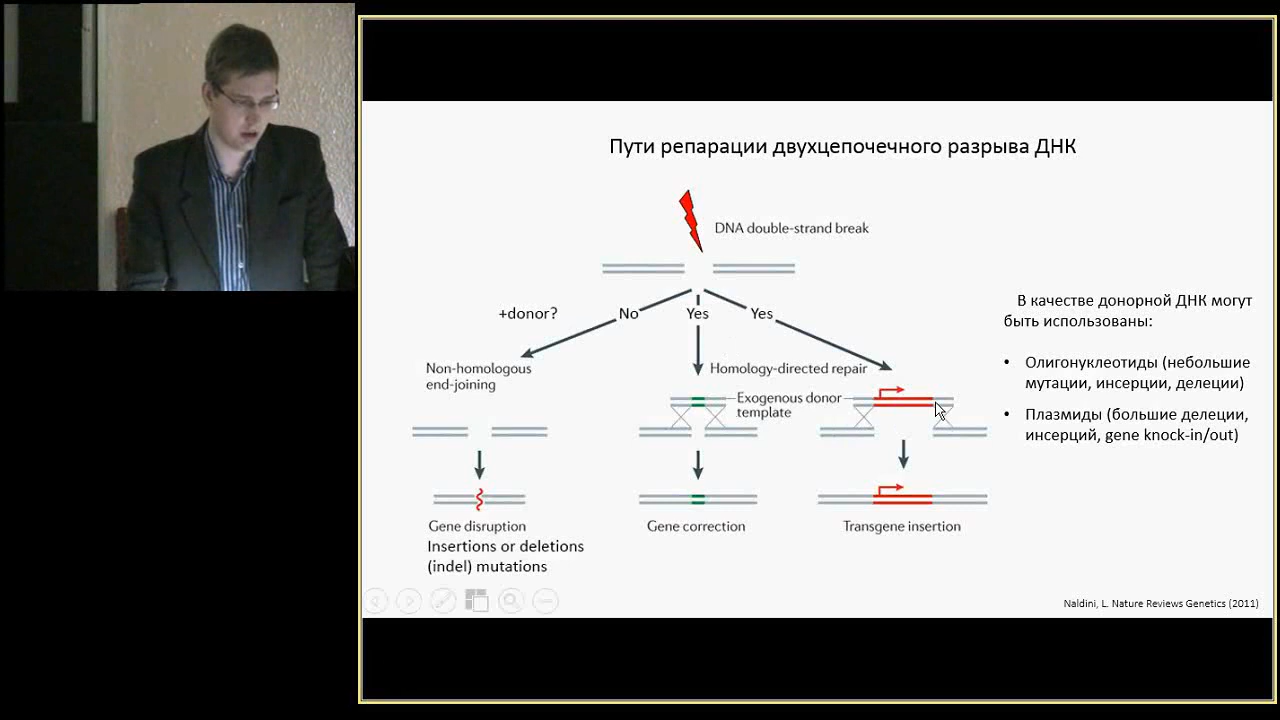 Пути репарации двухцепочечного разрыва ДНК
DNA double-strand break
+donor?
No
Yes
Yes
Non-homologous
end-joining
Homology-directed repair
Exogenous donor
template
Gene disruption
Insertions or deletions
(indel) mutations
Gene correction
Transgene insertion
В качестве донорной ДНК могут
быть использованы:
• Олигонуклеотиды (небольшие
мутации, инсерции, делеции)
• Плазмиды (большие делеции,
инсерций, gene knock-in/out)
Naldini, L. Nature Reviews Genetics (2011)